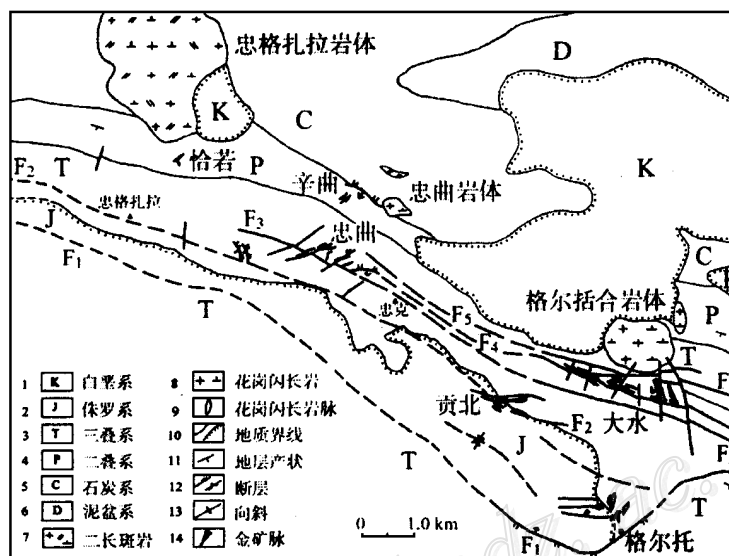 忠格扎拉岩体
D
K
C
K
F2
T
P
恰若
辛曲
忠曲岩体
忠格扎拉
J
F1
F3
忠曲
T
忠克
F5
F4
格尔括合岩体
C
P
T
F
贡北
F2
大水
F
J
T
T
F1
格尔托
0 1.0 km
1 K 白垩系
2 J 侏罗系
3 T 三叠系
4 P 二叠系
5 C 石炭系
6 D 泥盆系
7 二长斑岩
8 花岗闪长岩
9 花岗闪长岩脉
10 地质界线
11 地层产状
12 断层
13 向斜
14 金矿脉